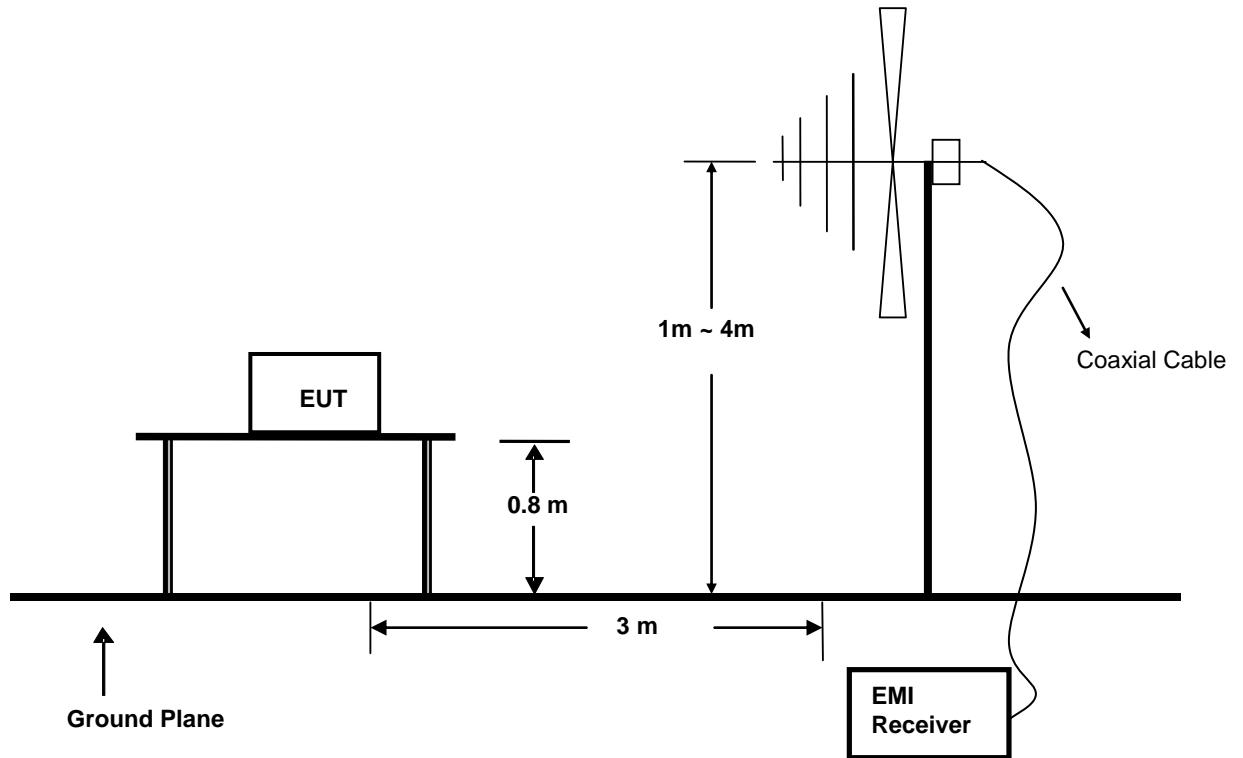 1m ~ 4m
Coaxial Cable
EUT
0.8 m
3 m
Ground Plane
EMI
Receiver